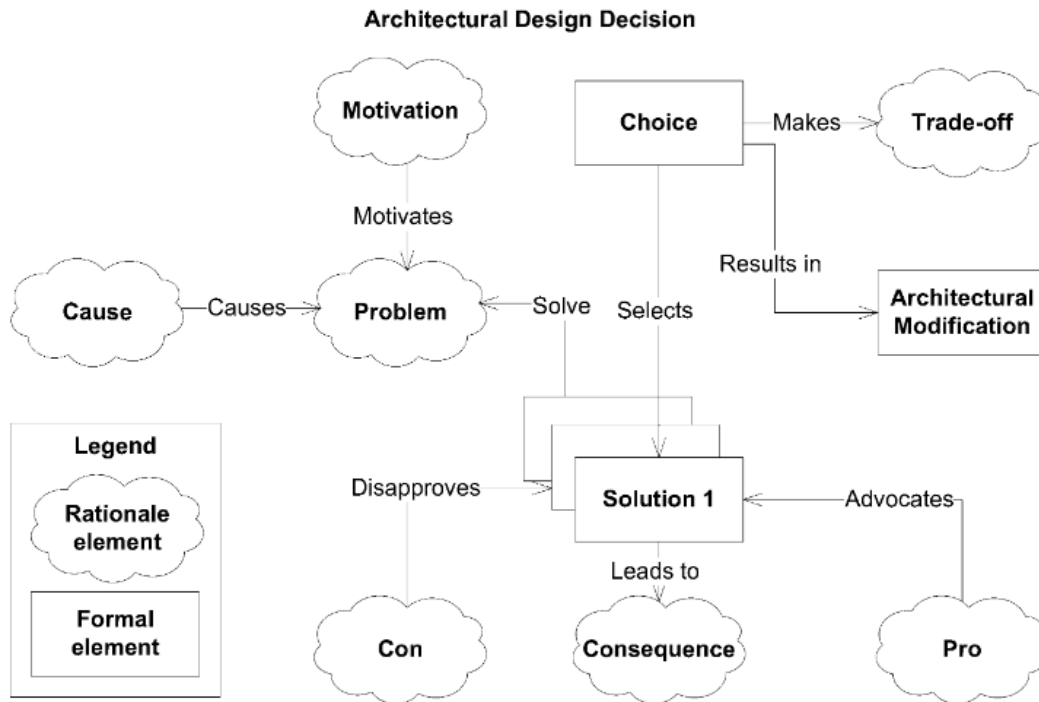 Architectural Design Decision
Motivation
Choice
Makes
Trade-off
Motivates
Results in
Cause
Causes
Problem
Solve
Selects
Architectural
Modification
Legend
Rationale
element
Formal
element
Disapproves
Solution 1
Advocates
Leads to
Con
Consequence
Pro